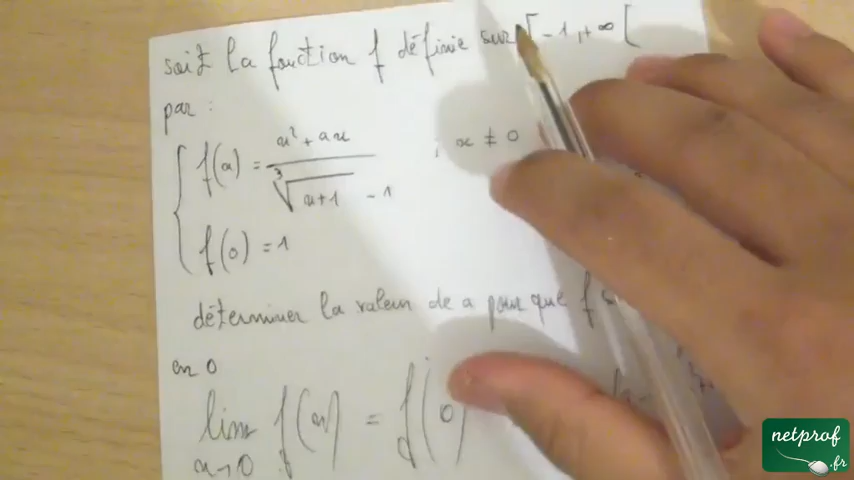 soit la fonction f définie sur [-1,+∞[
par :
f(x) = x²+ax / ∛x+1 - 1 ; x ≠ 0
f(0) = 1
déterminer la valeur de a pour que f
en 0
lim f(x) = f(0)
x→0
netprof
.fr